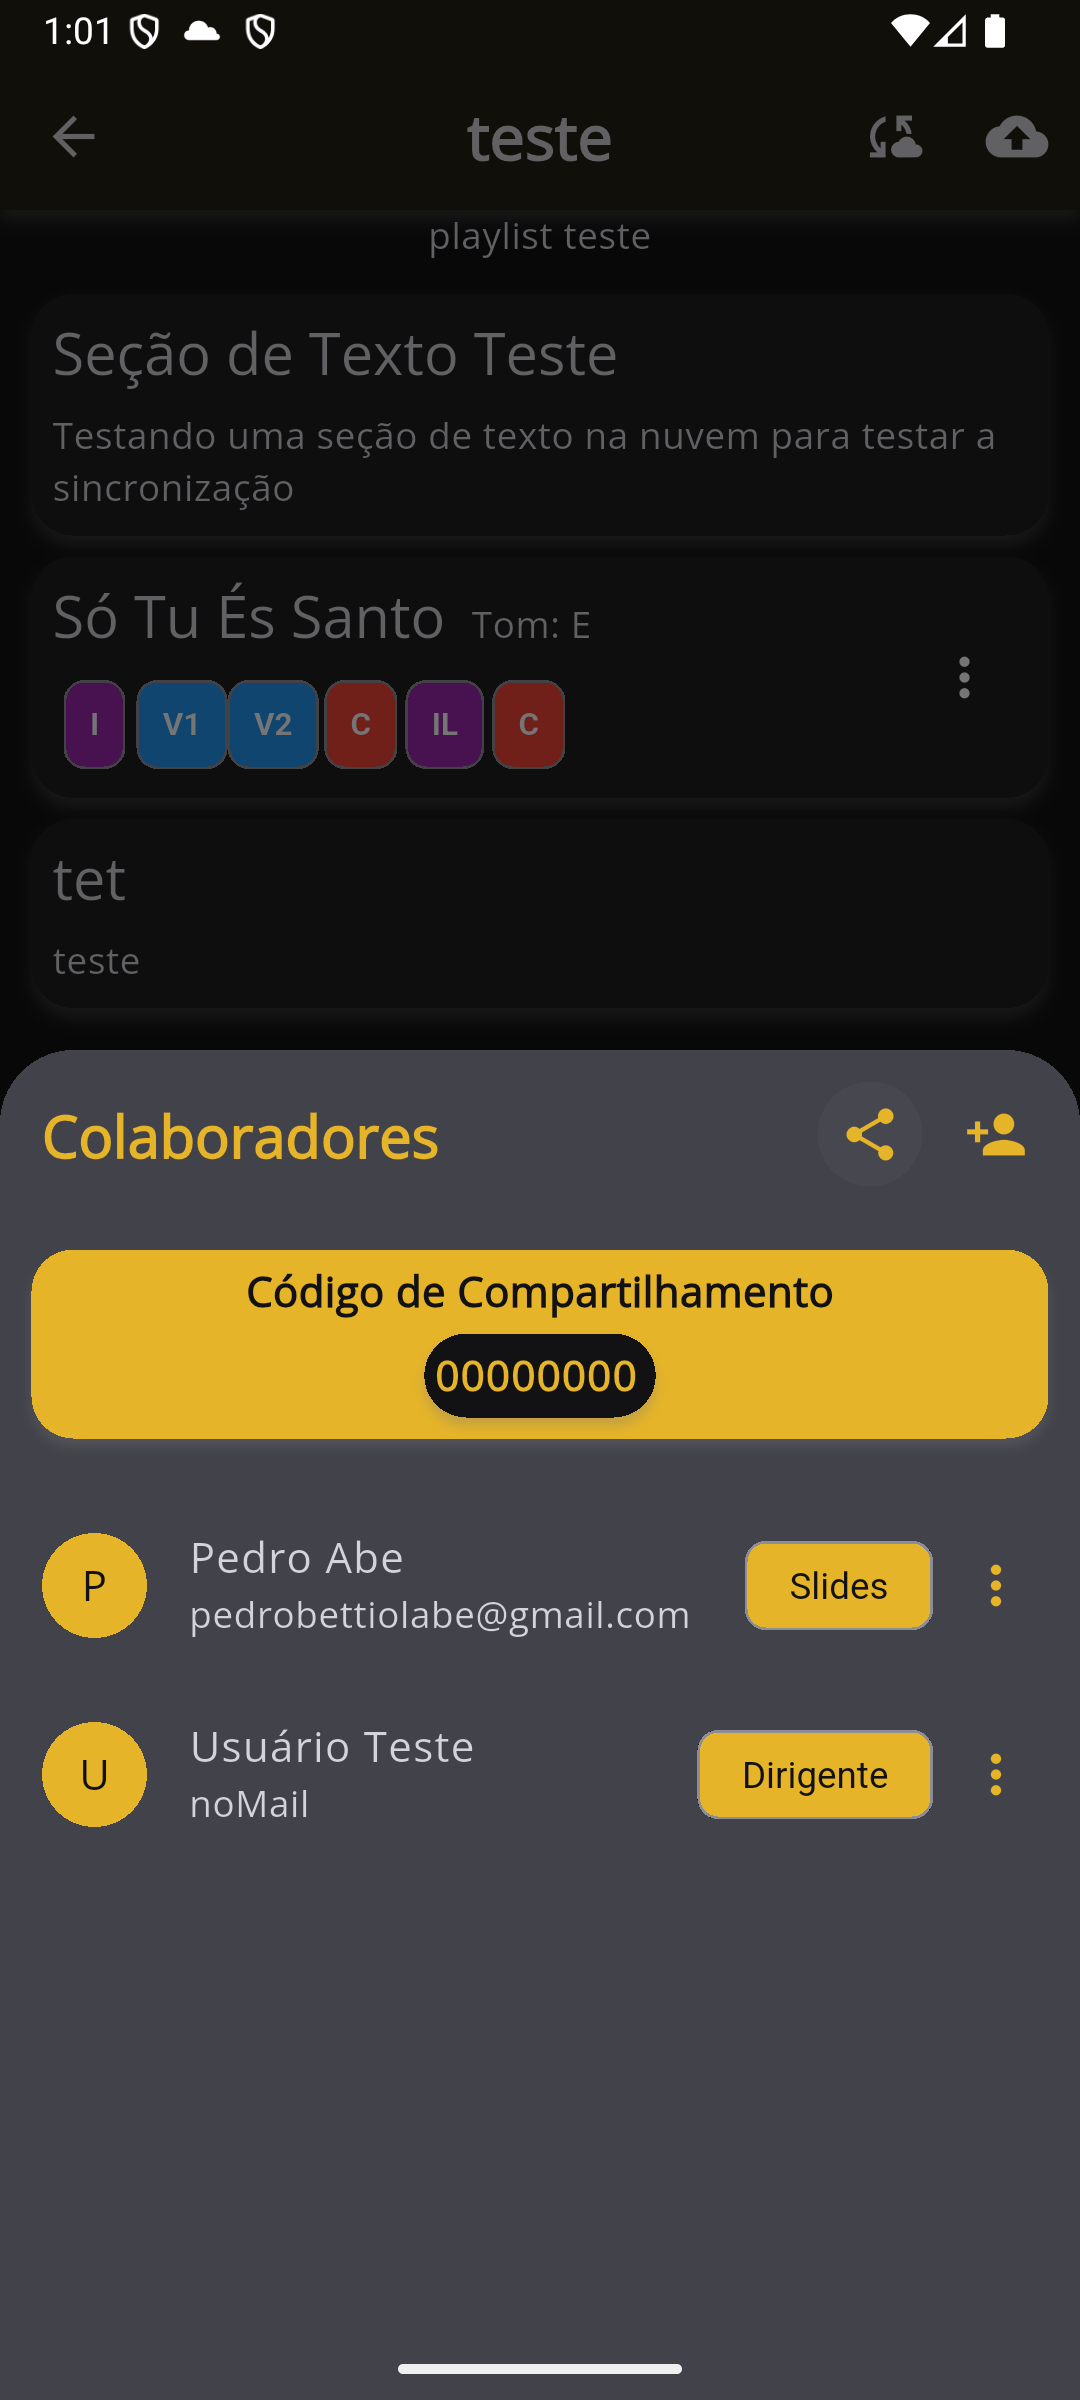 1:01
teste
playlist teste
Seção de Texto Teste
Testando uma seção de texto na nuvem para testar a
sincronização
Só Tu És Santo Tom: E
I V1 V2 C IL C
tet
teste
Colaboradores
Código de Compartilhamento
00000000
Pedro Abe
pedrobettiolabe@gmail.com
Slides
Usuário Teste
noMail
Dirigente